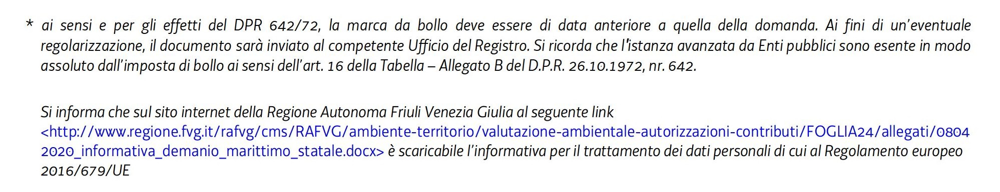 * ai sensi e per gli effetti del DPR 642/72, la marca da bollo deve essere di data anteriore a quella della domanda. Ai fini di un'eventuale
regolarizzazione, il documento sarà inviato al competente Ufficio del Registro. Si ricorda che l'istanza avanzata da Enti pubblici sono esente in modo
assoluto dall'imposta di bollo ai sensi dell'art. 16 della Tabella – Allegato B del D.P.R. 26.10.1972, nr. 642.
Si informa che sul sito internet della Regione Autonoma Friuli Venezia Giulia al seguente link
<http://www.regione.fvg.it/rafvg/cms/RAFVG/ambiente-territorio/valutazione-ambientale-autorizzazioni-contributi/FOGLIA24/allegati/0804
2020_informativa_demanio_marittimo_statale.docx> è scaricabile l'informativa per il trattamento dei dati personali di cui al Regolamento europeo
2016/679/UE